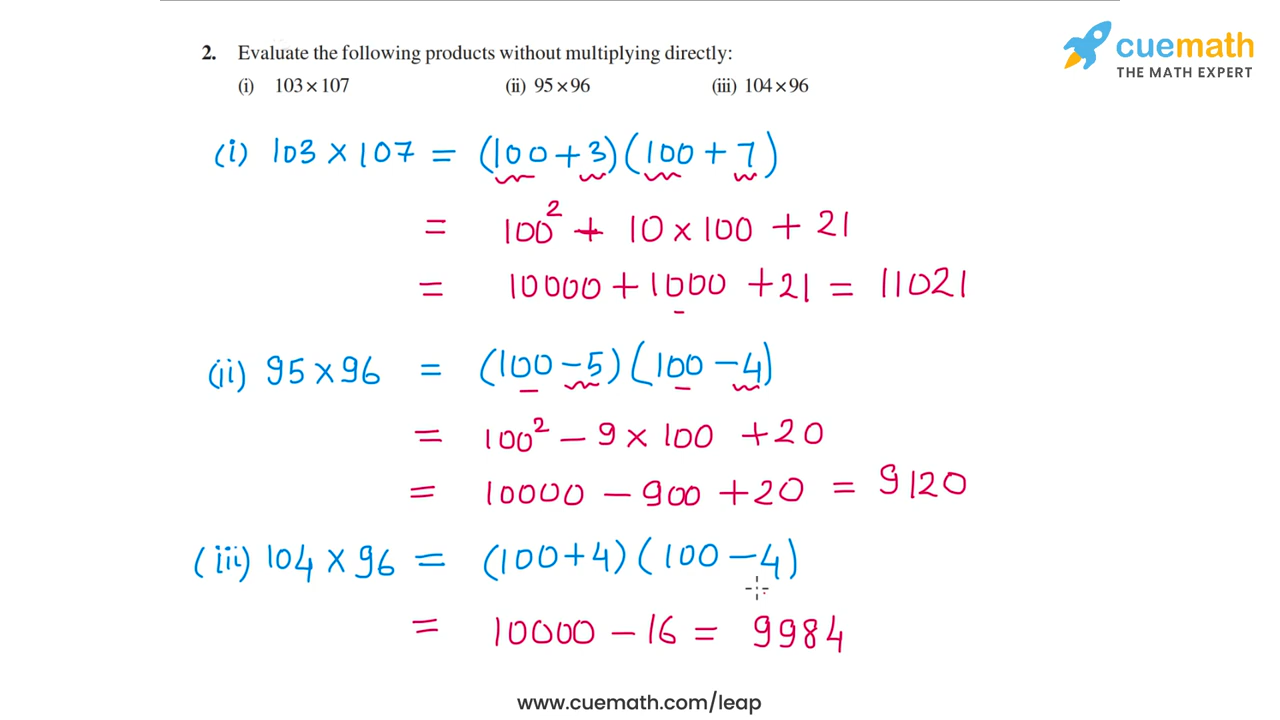 cuemath
THE MATH EXPERT
2. Evaluate the following products without multiplying directly:
(i) 103 × 107 (ii) 95 × 96 (iii) 104 × 96
(i) 103 × 107 = (100 + 3) (100 + 7)
= 100² + 10 × 100 + 21
= 10000 + 1000 + 21 = 11021
(ii) 95 × 96 = (100 - 5) (100 - 4)
= 100² - 9 × 100 + 20
= 10000 - 900 + 20 = 9120
(iii) 104 × 96 = (100 + 4) (100 - 4)
= 10000 - 16 = 9984
www.cuemath.com/leap